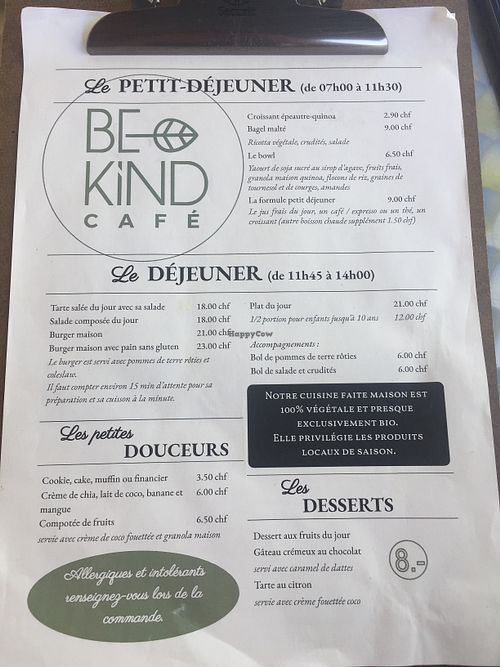 Le PETIT-DÉJEUNER (de 07h00 à 11h30)
BE
KiND
CAFÉ
Croissant épeautre-quinoa 2.90 chf
Bagel malté 9.00 chf
Ricotta végétale, crudités, salade
Le bowl 6.50 chf
Yaourt de soja sucré au sirop d'agave, fruits frais,
granola maison quinoa, flocons de riz, graines de
tournesol et de courges, amandes
La formule petit déjeuner 9.00 chf
Le jus frais du jour, un café / expresso ou un thé, un
croissant (autre boisson chaude supplément 1.50 chf)
Le DÉJEUNER (de 11h45 à 14h00)
Tarte salée du jour avec sa salade 18.00 chf
Salade composée du jour 18.00 chf
Burger maison 21.00 chf
Burger maison avec pain sans gluten 23.00 chf
Le burger est servi avec pommes de terre rôties et
coleslaw.
Il faut compter environ 15 min d'attente pour sa
préparation et sa cuisson à la minute.
HappyCow
Plat du jour 21.00 chf
1/2 portion pour enfants jusqu'à 10 ans 12.00 chf
Accompagnements :
Bol de pommes de terre rôties 6.00 chf
Bol de salade et crudités 6.00 chf
Notre cuisine faite maison est
100% végétale et presque
exclusivement bio.
Elle privilégie les produits
locaux de saison.
Les petites
DOUCEURS
Cookie, cake, muffin ou financier 3.50 chf
Crème de chia, lait de coco, banane et 6.00 chf
mangue
Compotée de fruits 6.50 chf
servie avec crème de coco fouettée et granola maison
Allergiques et intolérants
renseignez-vous lors de la
commande.
Les
DESSERTS
Dessert aux fruits du jour
Gâteau crémeux au chocolat
servi avec caramel de dattes
Tarte au citron
servie avec crème fouettée coco
8.-